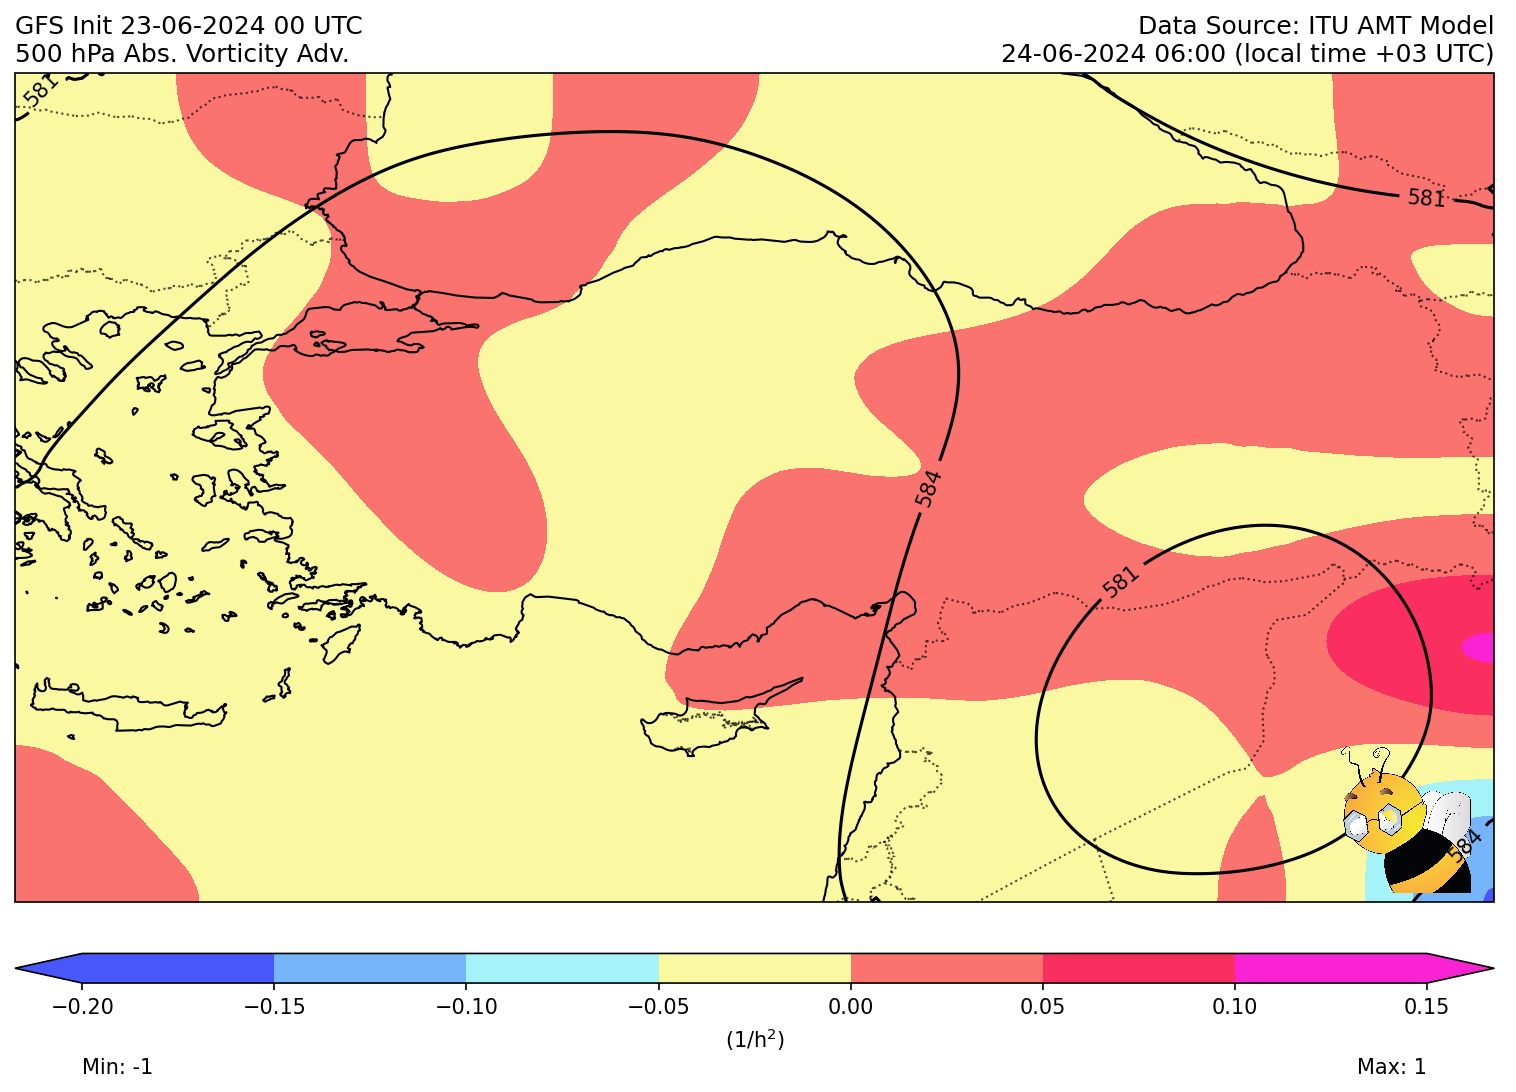 GFS Init 23-06-2024 00 UTC
Data Source: ITU AMT Model
500 hPa Abs. Vorticity Adv.
24-06-2024 06:00 (local time +03 UTC)
581
581
584
581
584
−0.20
−0.15
−0.10
−0.05
0.00
0.05
0.10
0.15
(1/h²)
Min: -1
Max: 1